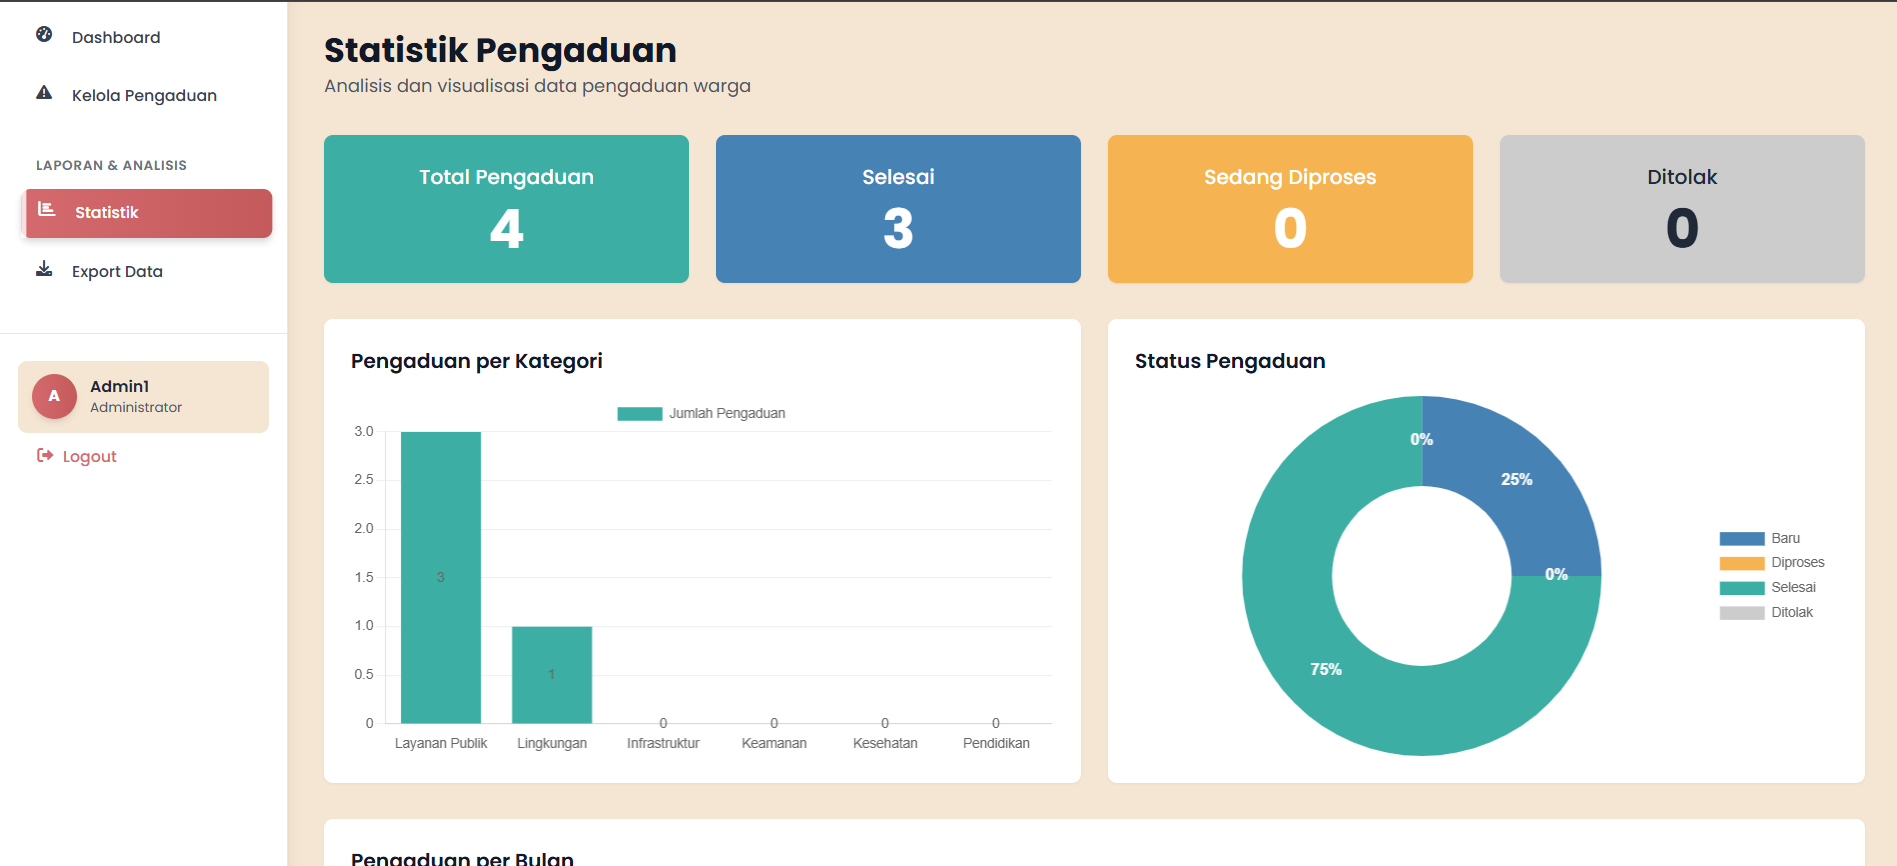 Dashboard
Kelola Pengaduan
LAPORAN & ANALISIS
Statistik
Export Data
A
Admin1
Administrator
Logout
Statistik Pengaduan
Analisis dan visualisasi data pengaduan warga
Total Pengaduan
4
Selesai
3
Sedang Diproses
0
Ditolak
0
Pengaduan per Kategori
Jumlah Pengaduan
3.0
2.5
2.0
1.5
1.0
0.5
0
3
1
0
0
0
0
Layanan Publik
Lingkungan
Infrastruktur
Keamanan
Kesehatan
Pendidikan
Status Pengaduan
0%
25%
0%
75%
Baru
Diproses
Selesai
Ditolak
Pengaduan per Bulan